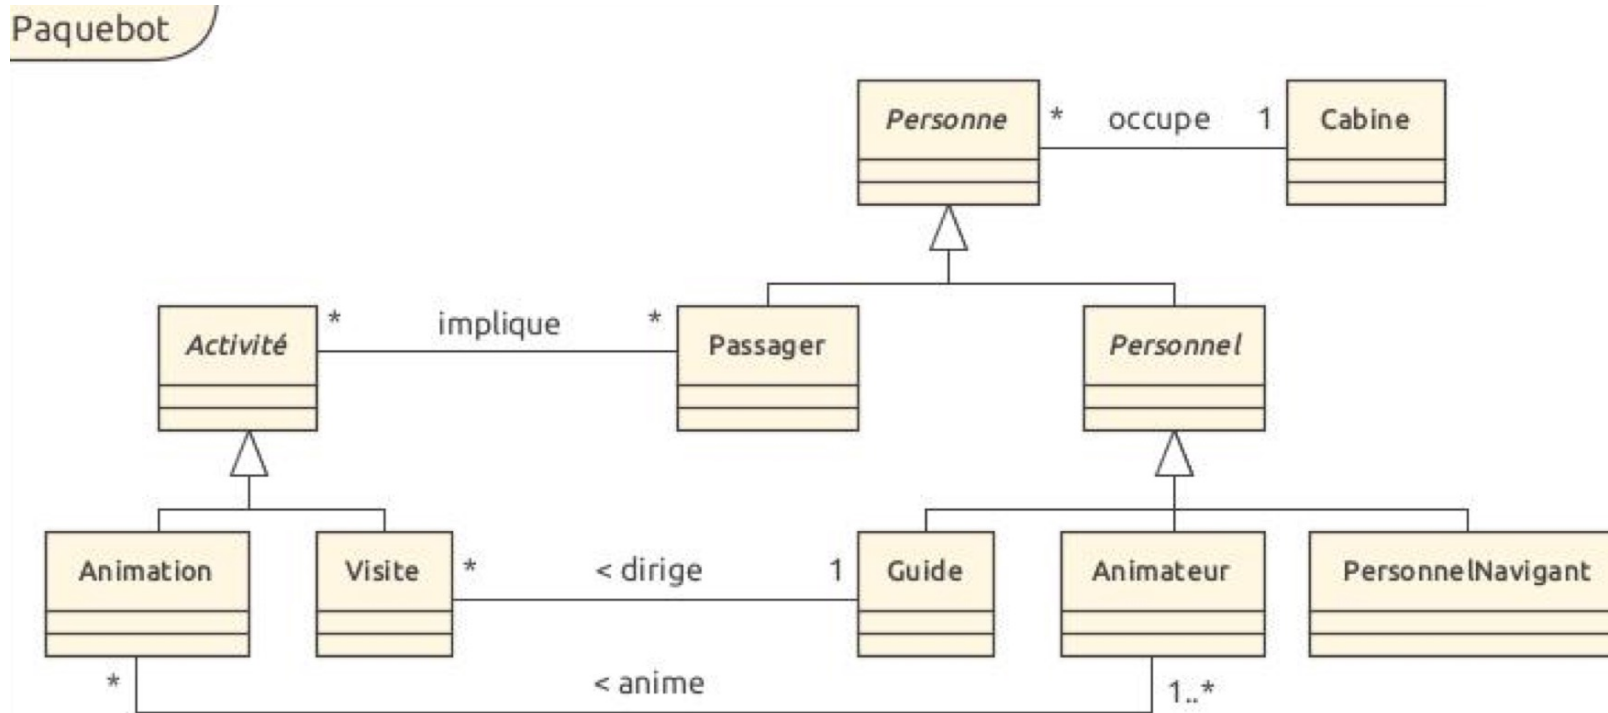 Paquebot
Personne * occupe 1 Cabine
Activité * implique * Passager Personnel
Animation Visite * < dirige 1 Guide Animateur PersonnelNavigant
* < anime 1..*